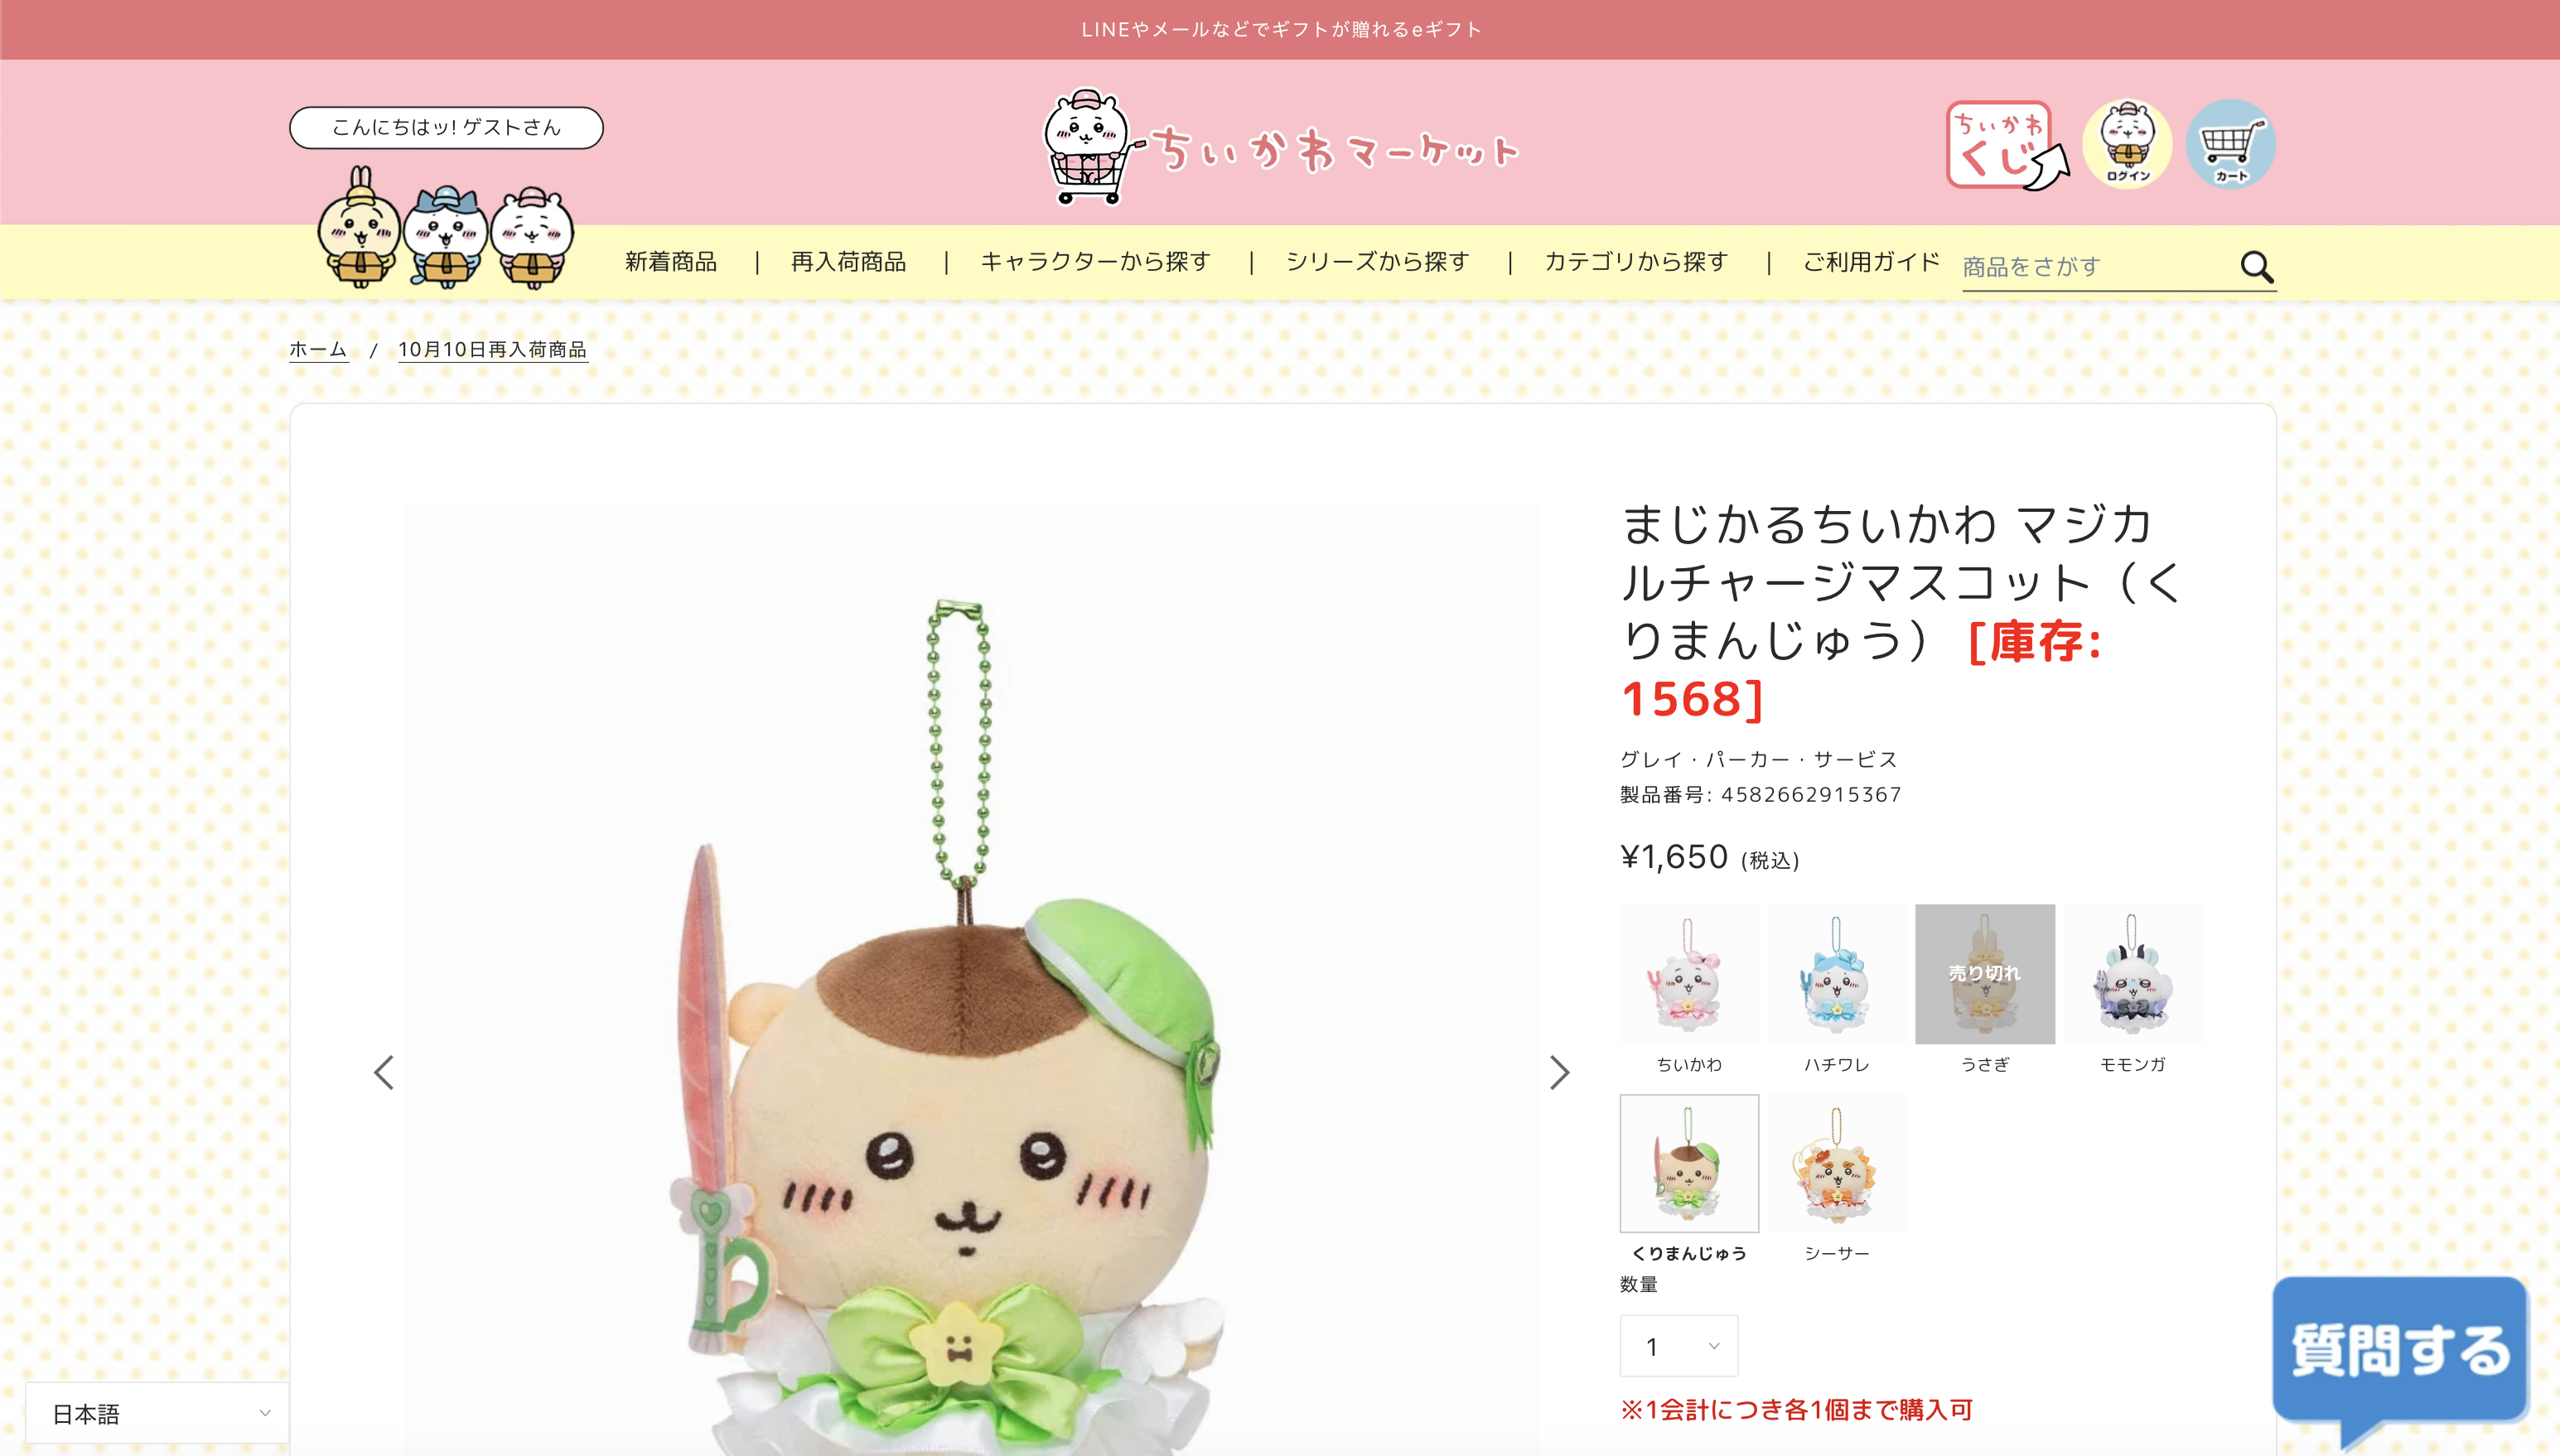 LINEやメールなどでギフトが贈れるeギフト
こんにちはッ! ゲストさん
ちいかわマーケット
ちいかわ
くじ
ログイン
カート
新着商品 | 再入荷商品 | キャラクターから探す | シリーズから探す | カテゴリから探す | ご利用ガイド
商品をさがす
ホーム / 10月10日再入荷商品
まじかるちいかわ マジカ
ルチャージマスコット（く
りまんじゅう） [庫存:
1568]
グレイ・パーカー・サービス
製品番号: 4582662915367
¥1,650 (税込)
売り切れ
ちいかわ
ハチワレ
うさぎ
モモンガ
くりまんじゅう
シーサー
数量
1
※1会計につき各1個まで購入可
質問する
日本語